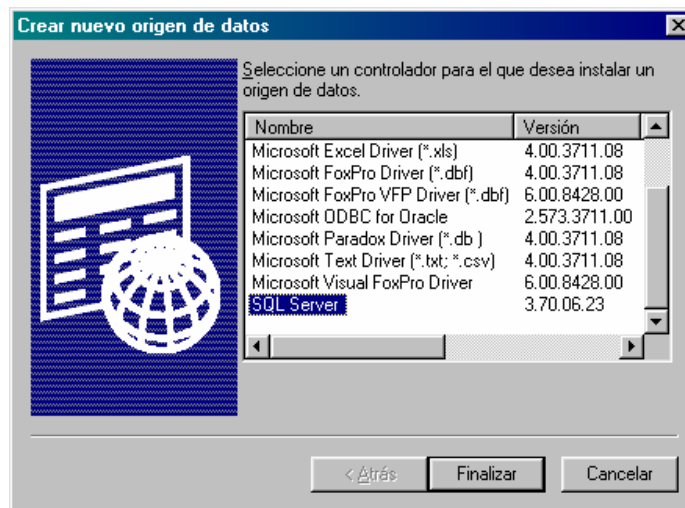 Crear nuevo origen de datos
Seleccione un controlador para el que desea instalar un
origen de datos.
Nombre Versión
Microsoft Excel Driver (*.xls) 4.00.3711.08
Microsoft FoxPro Driver (*.dbf) 4.00.3711.08
Microsoft FoxPro VFP Driver (*.dbf) 6.00.8428.00
Microsoft ODBC for Oracle 2.573.3711.00
Microsoft Paradox Driver (*.db ) 4.00.3711.08
Microsoft Text Driver (*.txt; *.csv) 4.00.3711.08
Microsoft Visual FoxPro Driver 6.00.8428.00
SQL Server 3.70.06.23
< Atrás Finalizar Cancelar